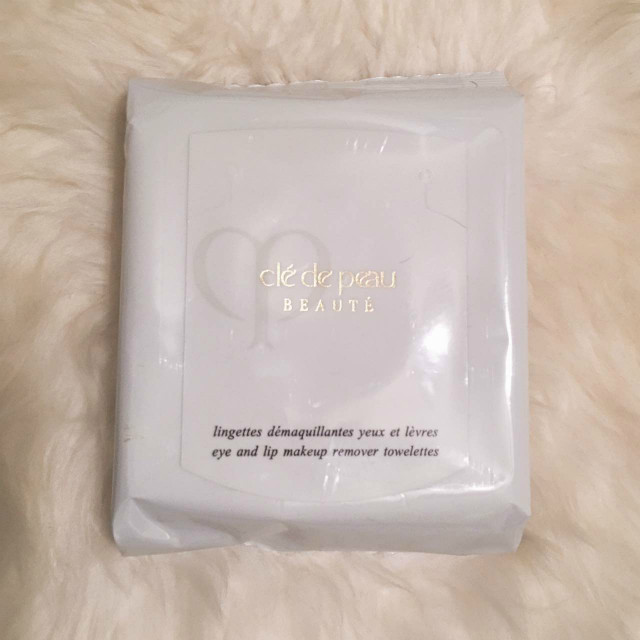 clé de peau
BEAUTÉ
lingettes démaquillantes yeux et lèvres
eye and lip makeup remover towelettes